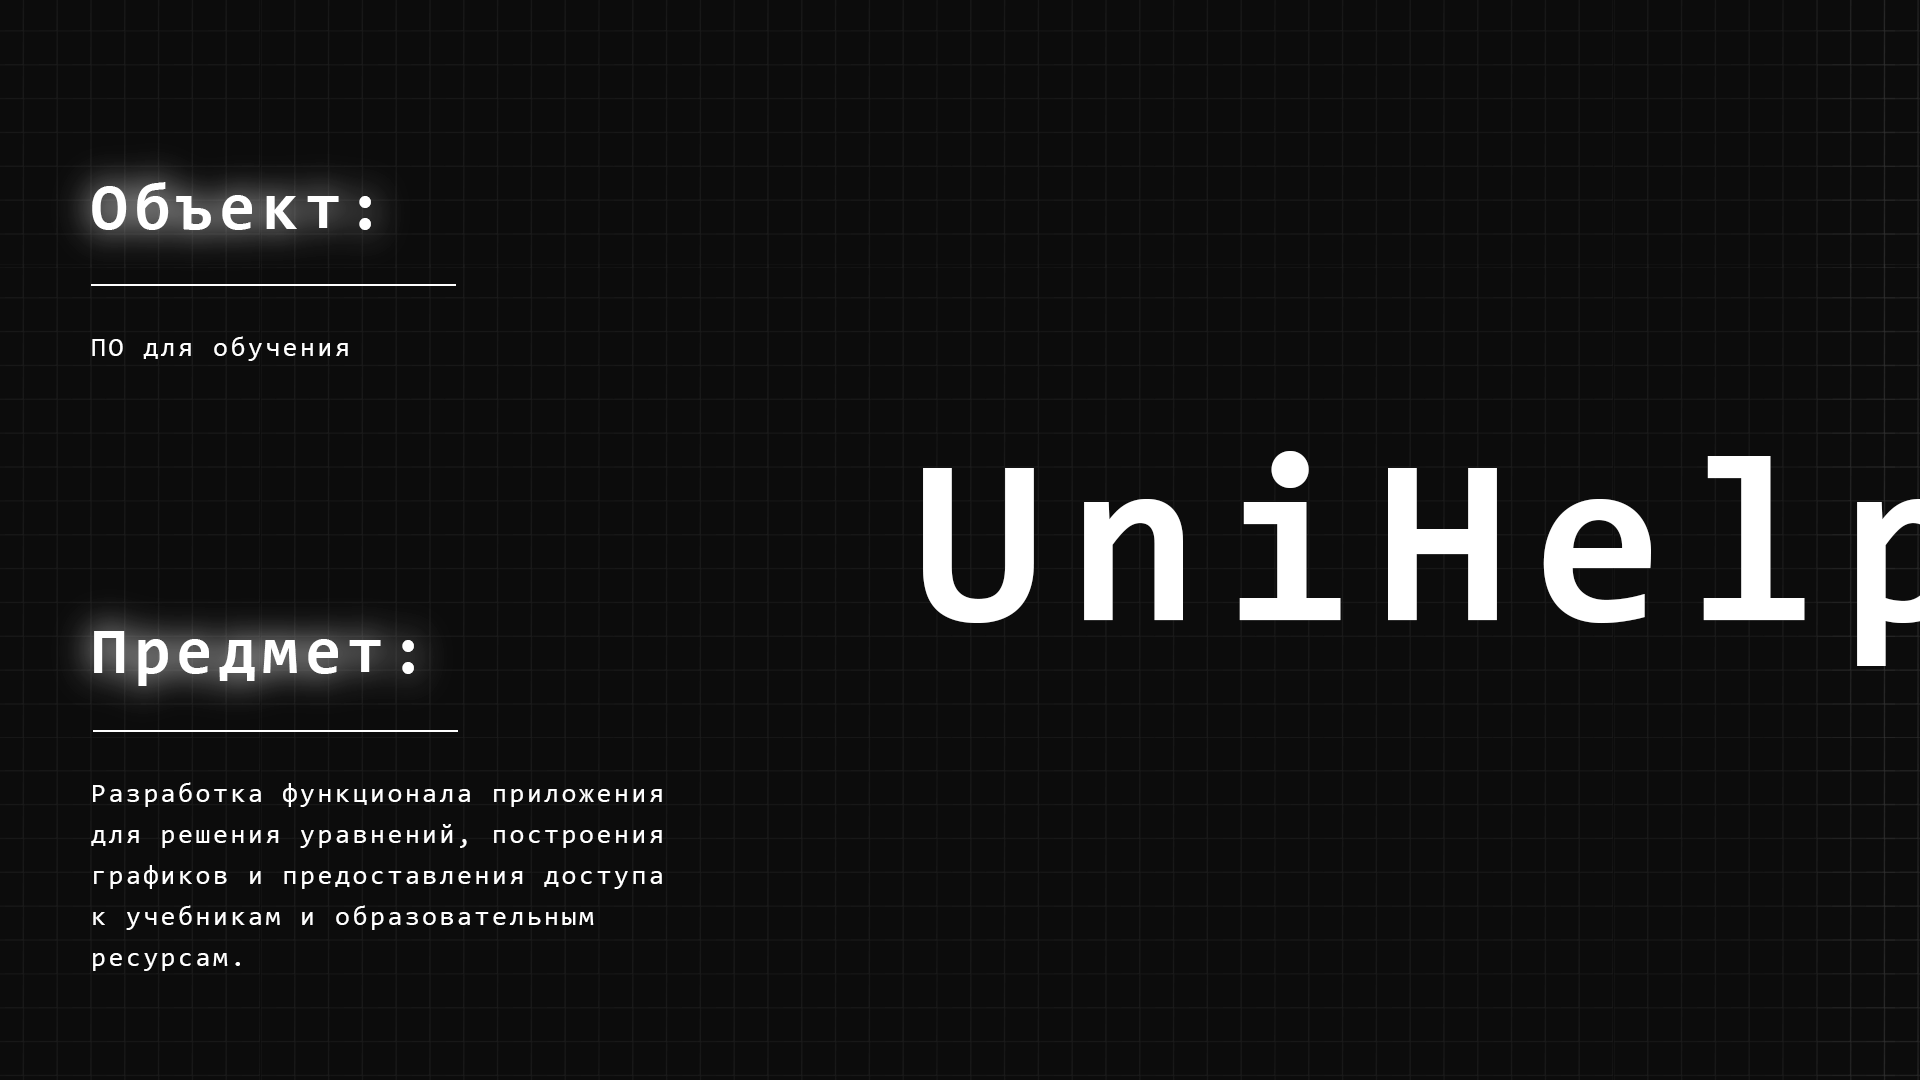 Объект:
ПО для обучения
UniHelp
Предмет:
Разработка функционала приложения
для решения уравнений, построения
графиков и предоставления доступа
к учебникам и образовательным
ресурсам.